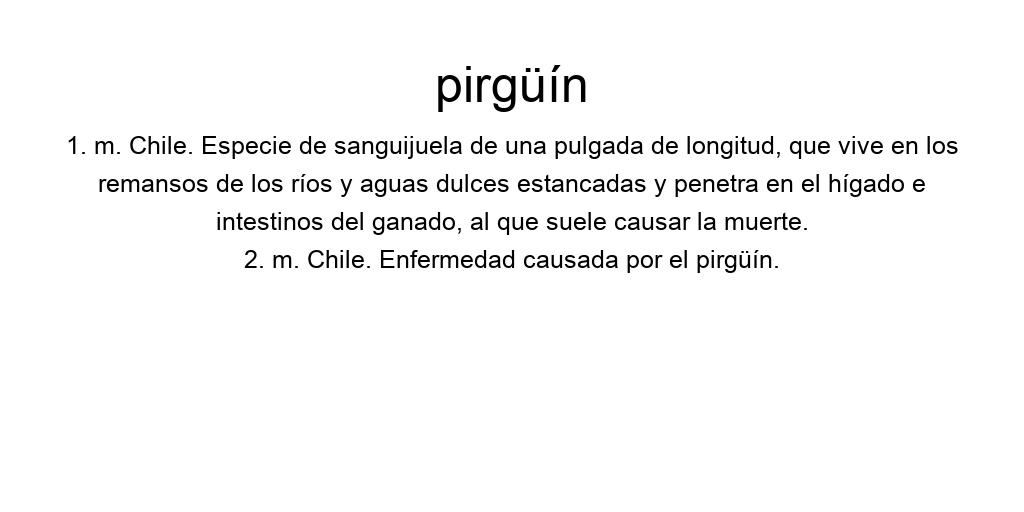 pirgüín
1. m. Chile. Especie de sanguijuela de una pulgada de longitud, que vive en los
remansos de los ríos y aguas dulces estancadas y penetra en el hígado e
intestinos del ganado, al que suele causar la muerte.
2. m. Chile. Enfermedad causada por el pirgüín.